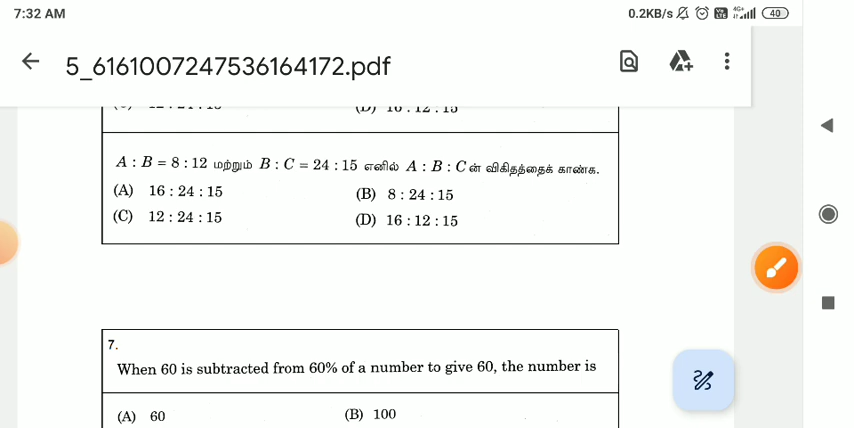 7:32 AM
0.2KB/s
40
5_6161007247536164172.pdf
(D) 16 : 12 : 15
A : B = 8 : 12 மற்றும் B : C = 24 : 15 எனில் A : B : C ன் விகிதத்தைக் காண்க.
(A) 16 : 24 : 15
(B) 8 : 24 : 15
(C) 12 : 24 : 15
(D) 16 : 12 : 15
7.
When 60 is subtracted from 60% of a number to give 60, the number is
(A) 60
(B) 100